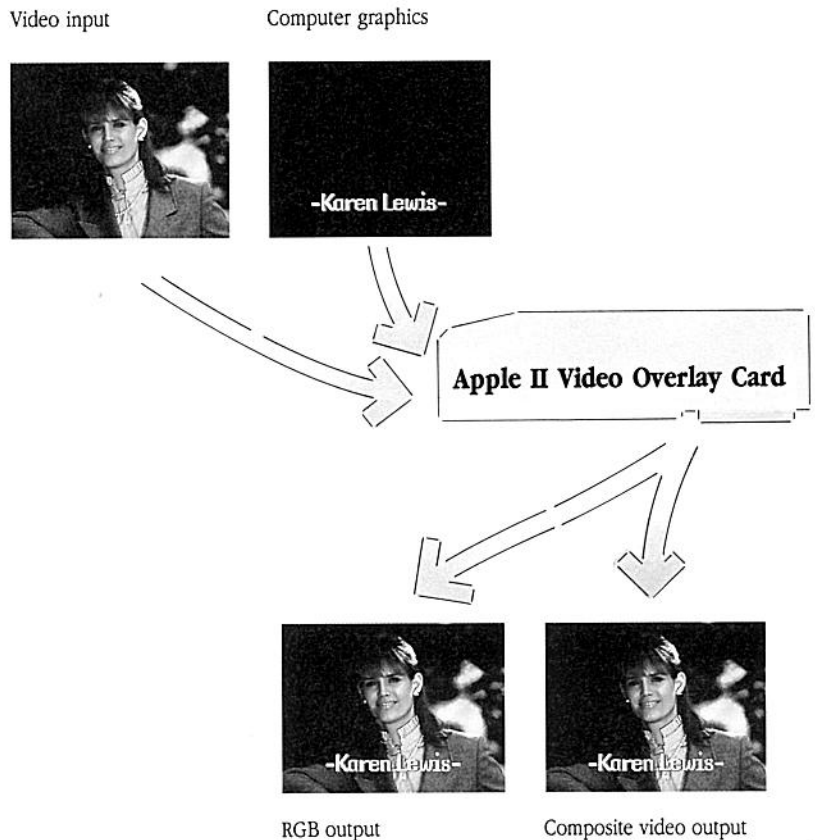 Video input
Computer graphics
-Karen Lewis-
Apple II Video Overlay Card
-Karen Lewis-
-Karen Lewis-
RGB output
Composite video output